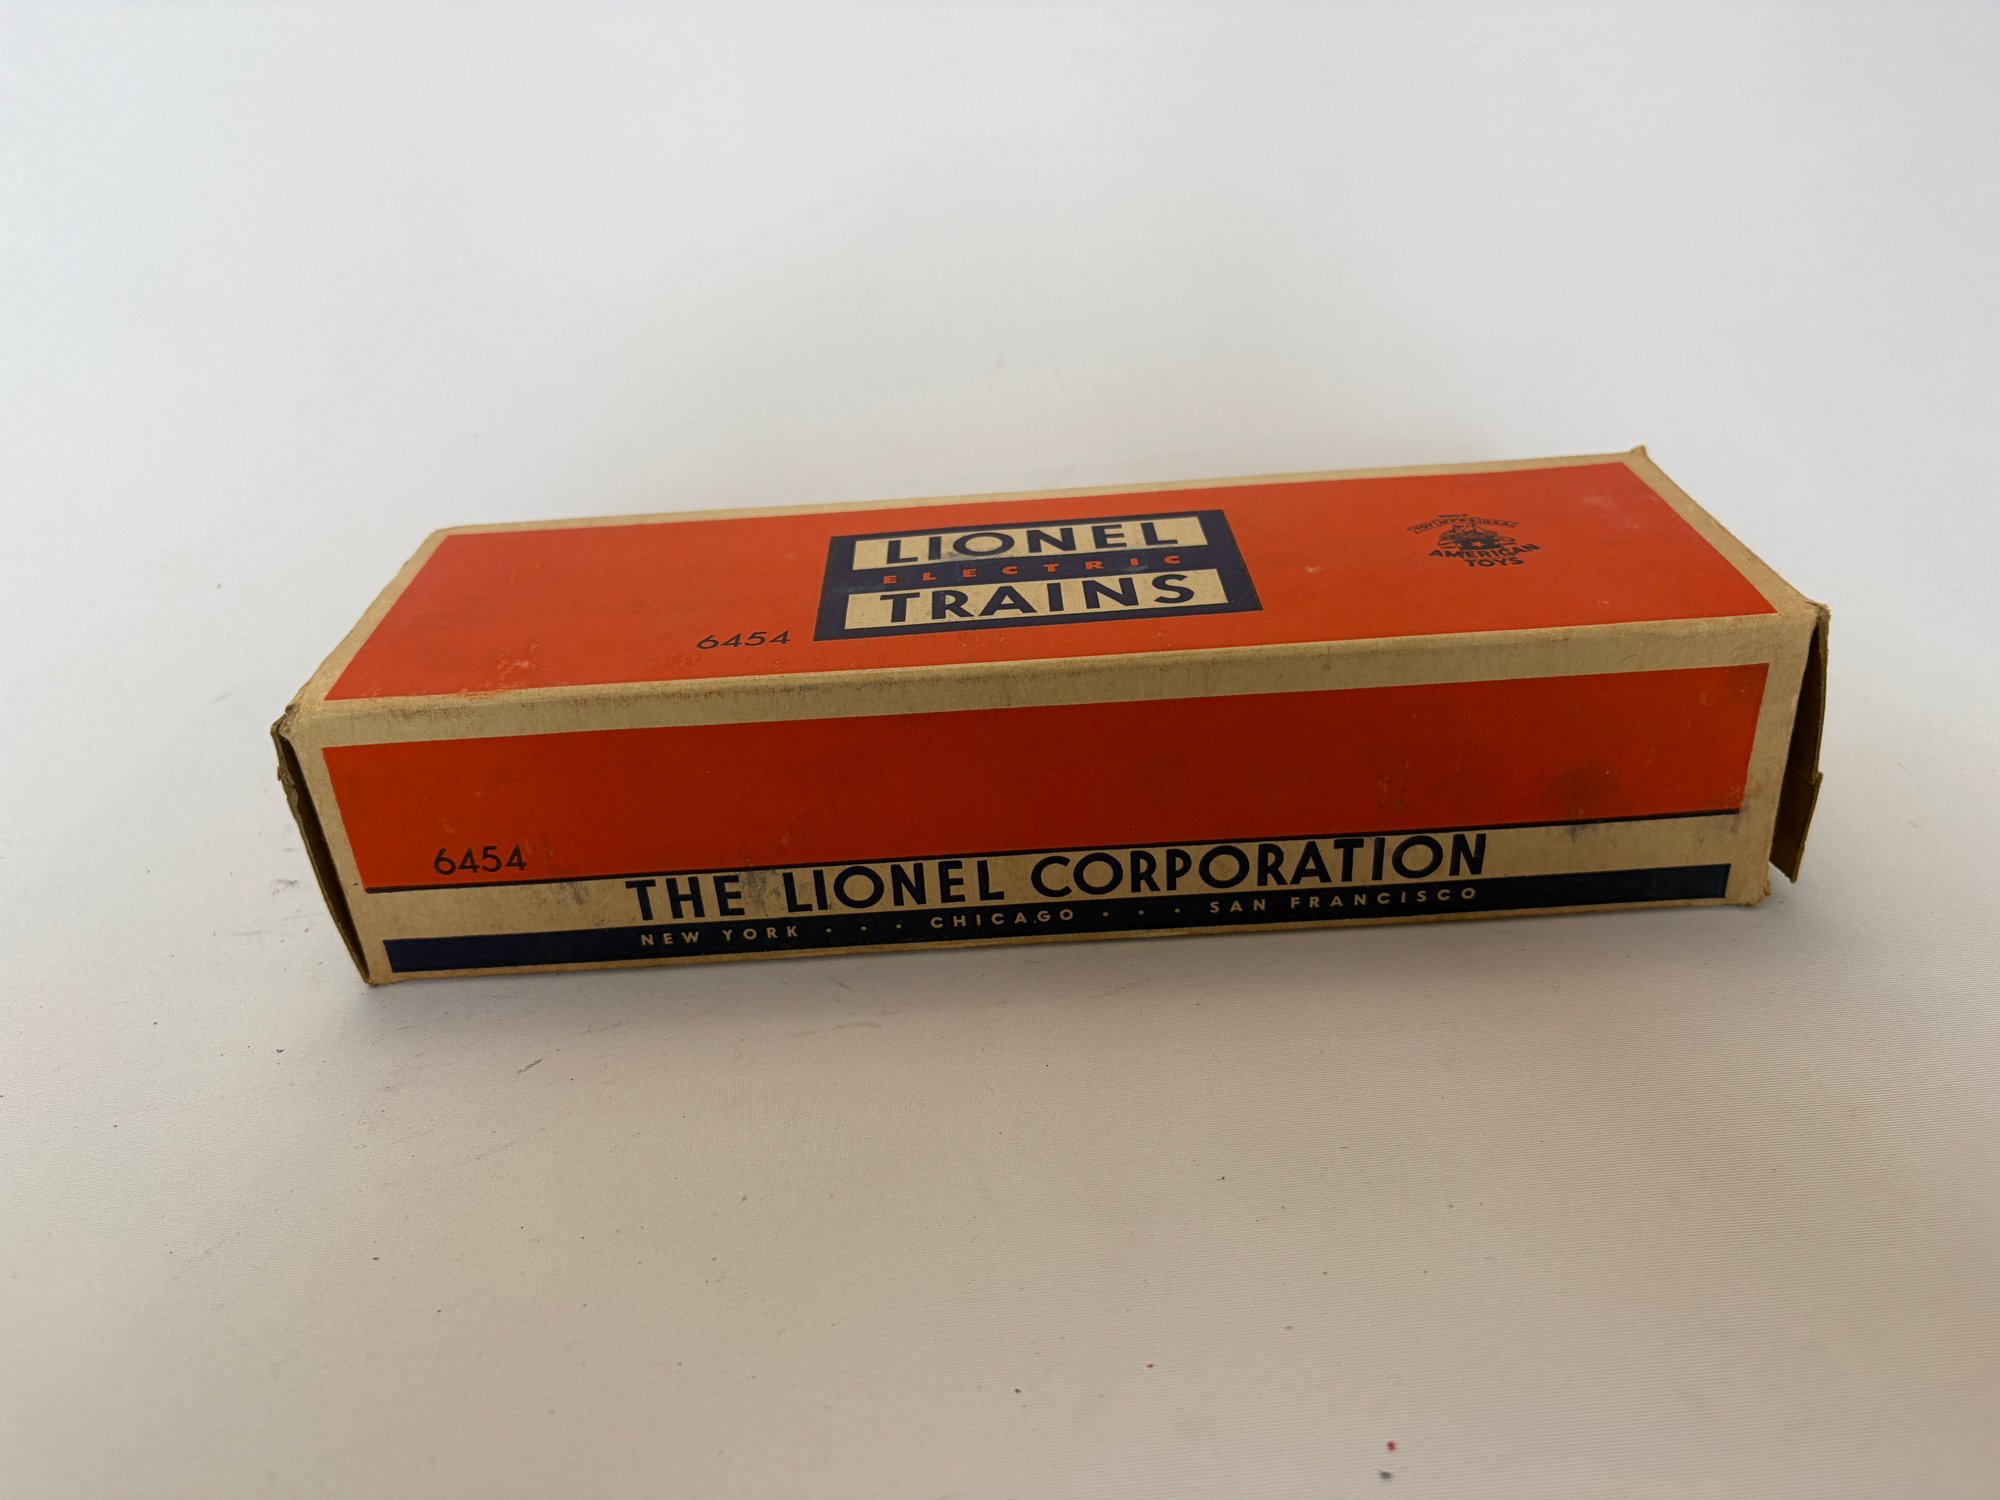 LIONEL
ELECTRIC
TRAINS
6454
AMERICAN
TOYS
6454
THE LIONEL CORPORATION
NEW YORK . . . CHICAGO . . . SAN FRANCISCO